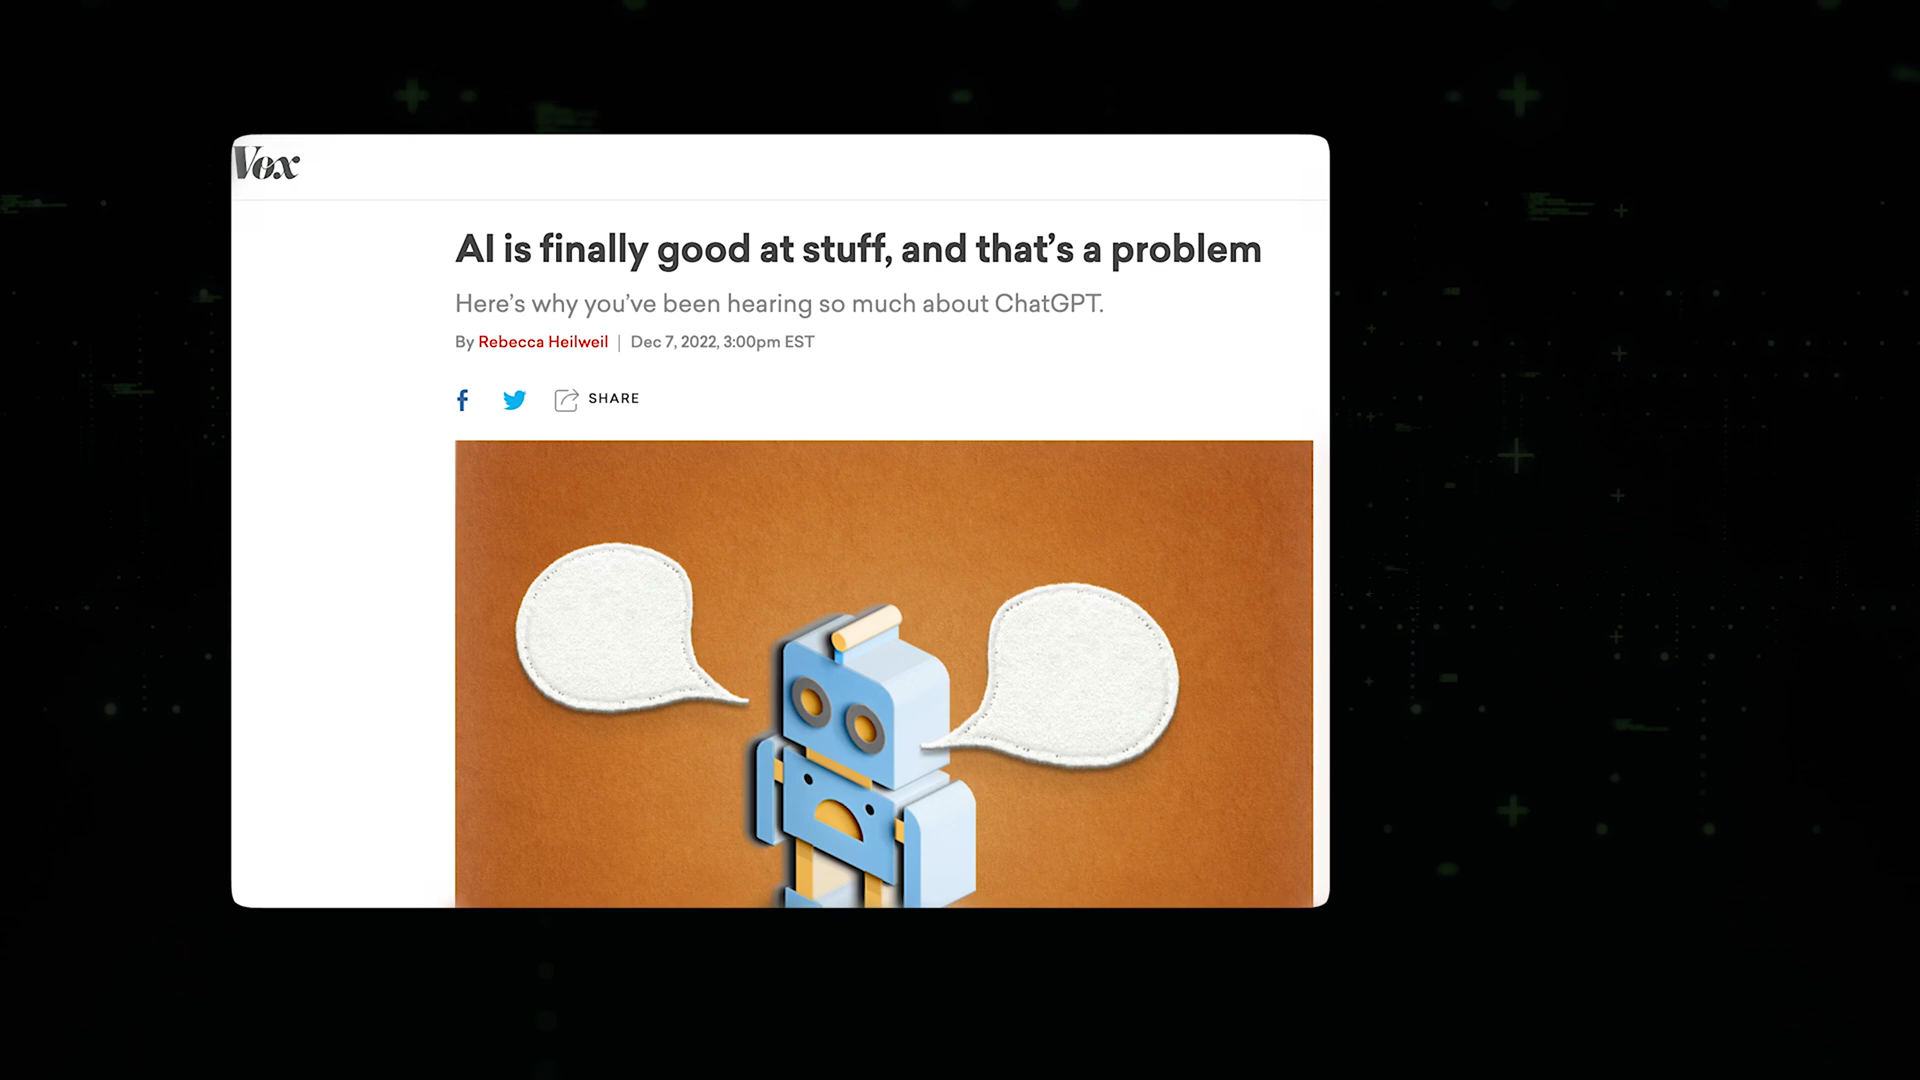 Vox
AI is finally good at stuff, and that’s a problem
Here’s why you’ve been hearing so much about ChatGPT.
By Rebecca Heilweil | Dec 7, 2022, 3:00pm EST
SHARE